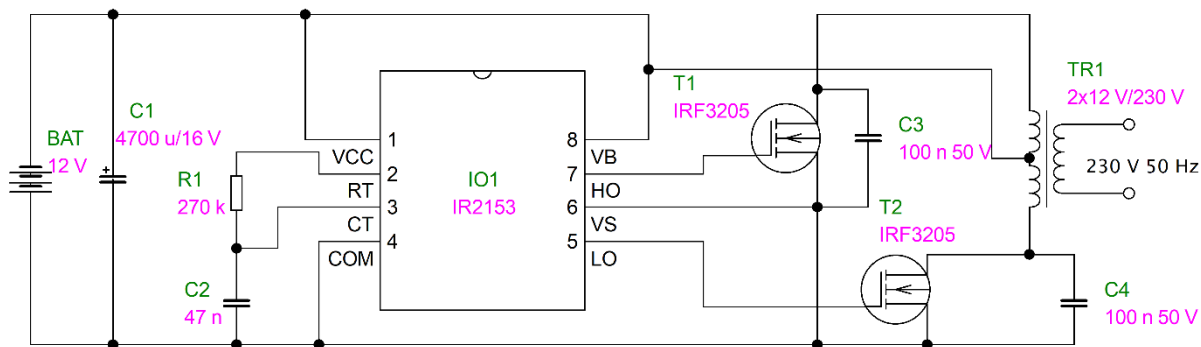 BAT
12 V
C1
4700 u/16 V
+
R1
270 k
C2
47 n
1
VCC
2
RT
3
CT
4
COM
IO1
IR2153
8
VB
7
HO
6
VS
5
LO
T1
IRF3205
C3
100 n 50 V
T2
IRF3205
TR1
2x12 V/230 V
230 V 50 Hz
C4
100 n 50 V